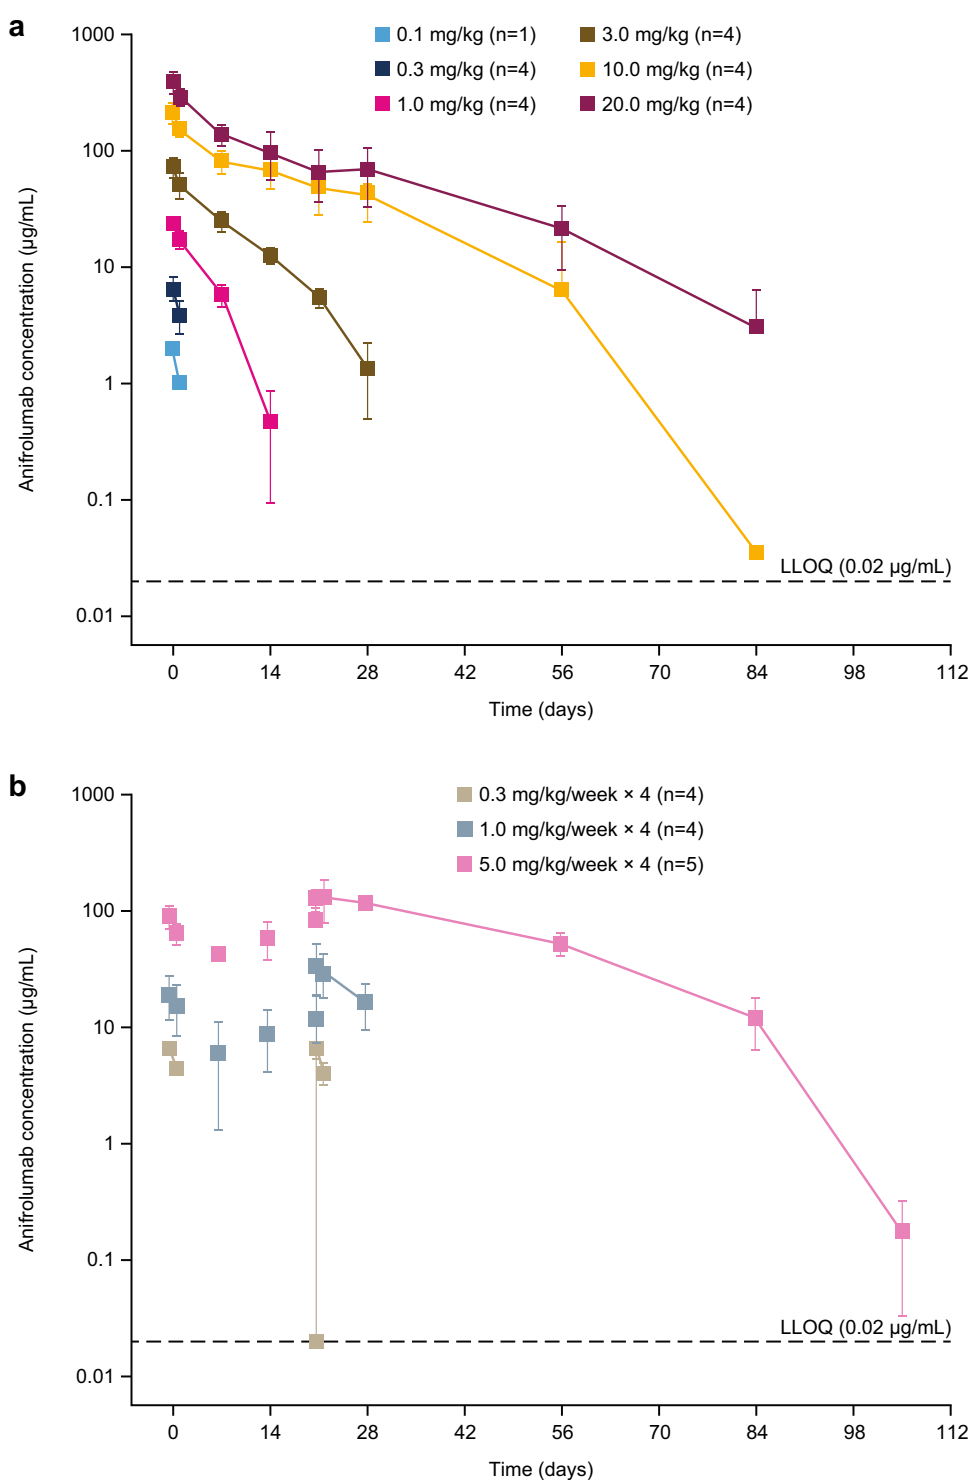 a
0.1 mg/kg (n=1)
0.3 mg/kg (n=4)
1.0 mg/kg (n=4)
3.0 mg/kg (n=4)
10.0 mg/kg (n=4)
20.0 mg/kg (n=4)
Anifrolumab concentration (µg/mL)
1000
100
10
1
0.1
0.01
LLOQ (0.02 µg/mL)
0 14 28 42 56 70 84 98 112
Time (days)
b
0.3 mg/kg/week × 4 (n=4)
1.0 mg/kg/week × 4 (n=4)
5.0 mg/kg/week × 4 (n=5)
Anifrolumab concentration (µg/mL)
1000
100
10
1
0.1
0.01
LLOQ (0.02 µg/mL)
0 14 28 42 56 70 84 98 112
Time (days)